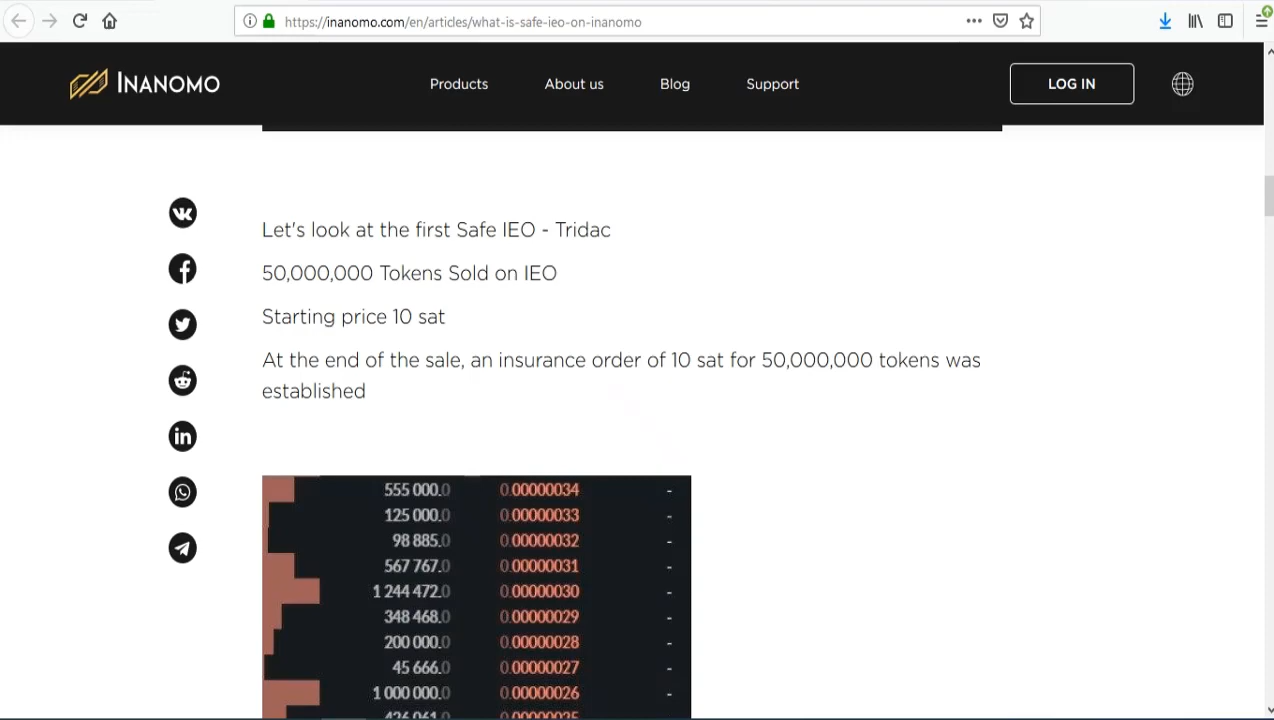 https://inanomo.com/en/articles/what-is-safe-ieo-on-inanomo
INANOMO
Products
About us
Blog
Support
LOG IN
Let's look at the first Safe IEO - Tridac
50,000,000 Tokens Sold on IEO
Starting price 10 sat
At the end of the sale, an insurance order of 10 sat for 50,000,000 tokens was
established
555 000.0 0.00000034 -
125 000.0 0.00000033 -
98 885.0 0.00000032 -
567 767.0 0.00000031 -
1 244 472.0 0.00000030 -
348 468.0 0.00000029 -
200 000.0 0.00000028 -
45 666.0 0.00000027 -
1 000 000.0 0.00000026 -
426 061.0 0.00000025